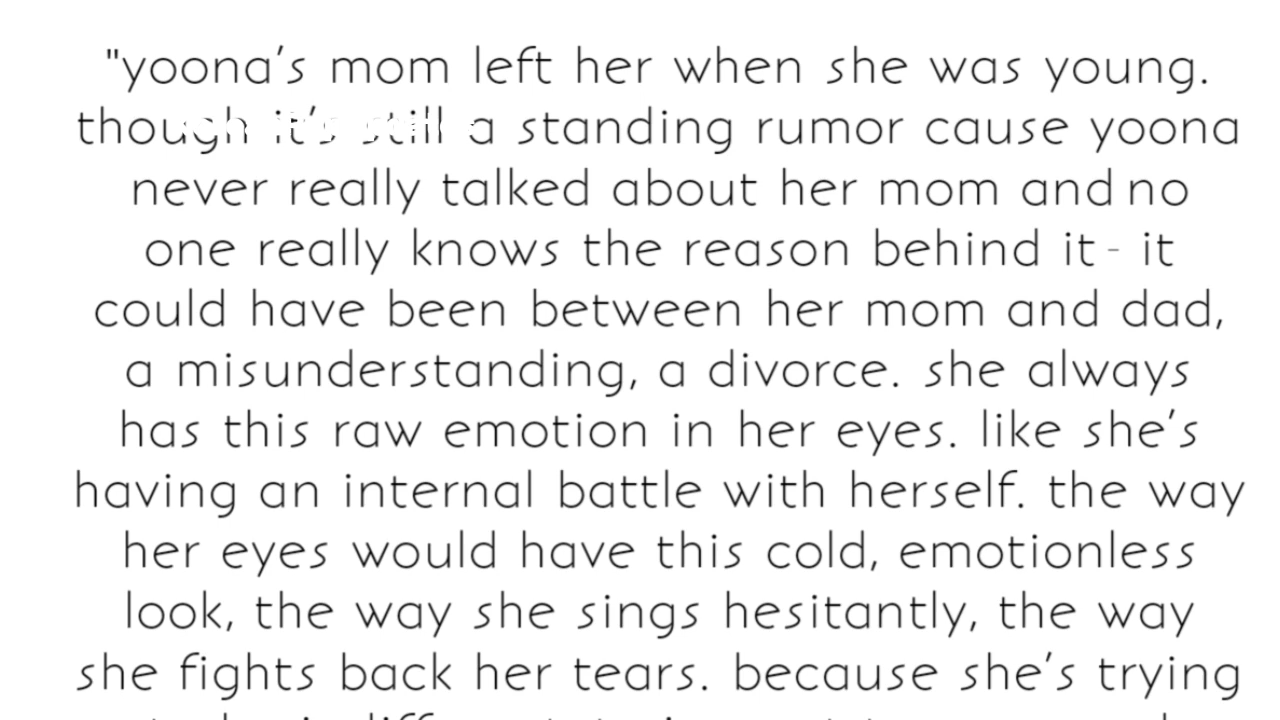 "yoona's mom left her when she was young.
though it's still a standing rumor cause yoona
never really talked about her mom and no
one really knows the reason behind it - it
could have been between her mom and dad,
a misunderstanding, a divorce. she always
has this raw emotion in her eyes. like she's
having an internal battle with herself. the way
her eyes would have this cold, emotionless
look, the way she sings hesitantly, the way
she fights back her tears. because she's trying